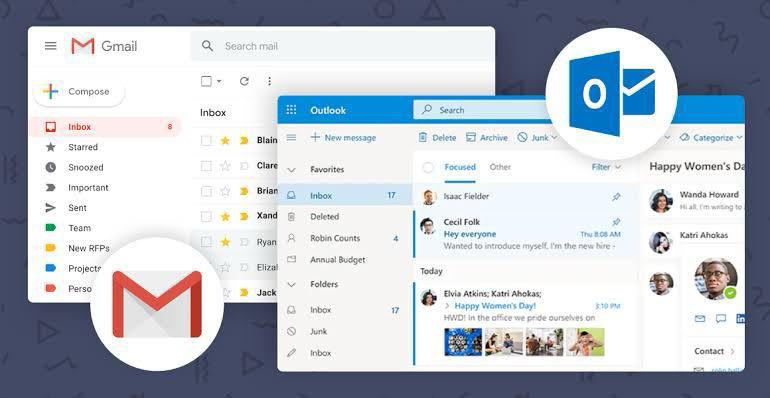 Gmail
Search mail
Compose
Inbox 8
Starred
Snoozed
Important
Sent
Team
New RFPs
Projects
Perso
Inbox
Blain
Clare
Brian
Xand
Ryan
Eliza
Jack
O
Outlook
Search
New message
Delete
Archive
Junk
Categorize
Favorites
Inbox 17
Deleted
Robin Counts 4
Annual Budget
Folders
Inbox 17
Junk
Inbox
Focused
Other
Filter
Isaac Fielder
Cecil Folk
Hey everyone Thu 8:08 AM
Wanted to introduce myself, I'm the new hire -
Today
Elvia Atkins; Katri Ahokas;
> Happy Women's Day! 3:10 PM
HWD! In the office we pride ourselves on
Happy Women's Day!
Wanda Howard
Hi all, I'm writing to
Katri Ahokas
Contact >